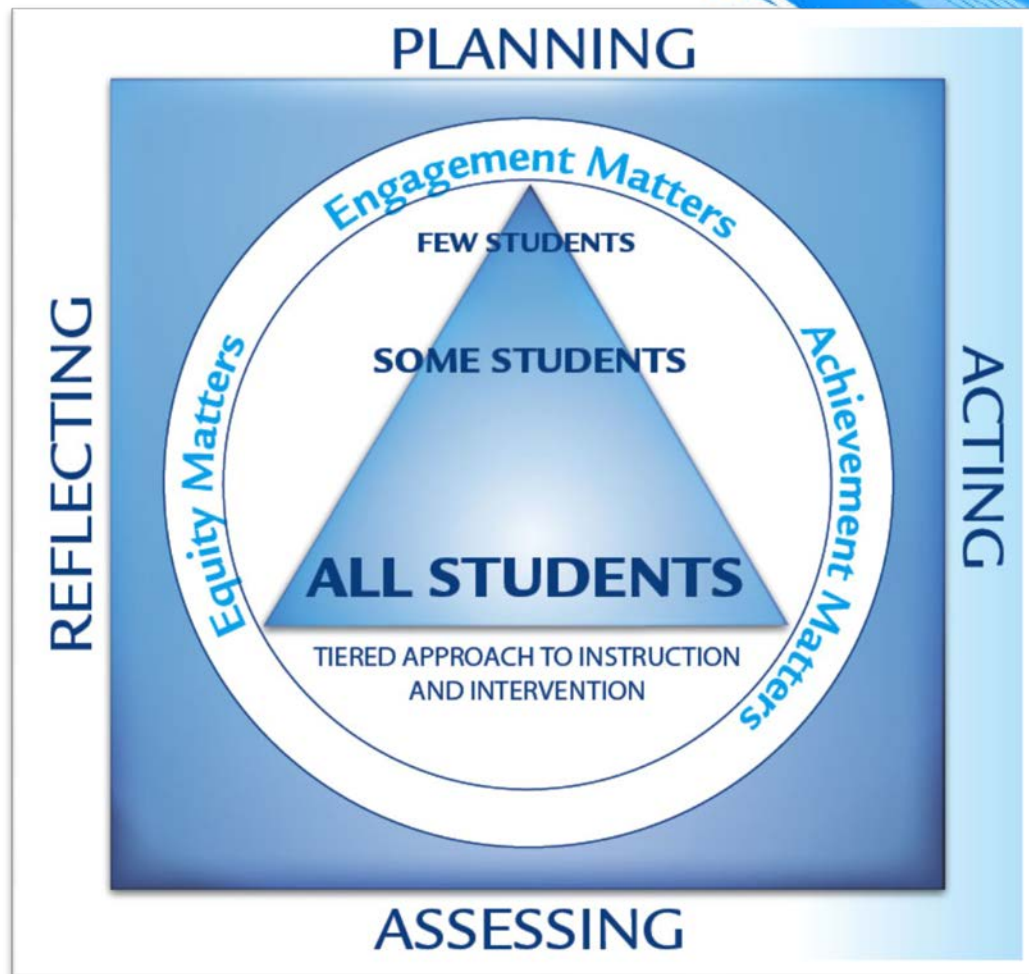 PLANNING
Engagement Matters
FEW STUDENTS
SOME STUDENTS
Equity Matters
Achievement Matters
REFLECTING
ACTING
ALL STUDENTS
TIERED APPROACH TO INSTRUCTION
AND INTERVENTION
ASSESSING